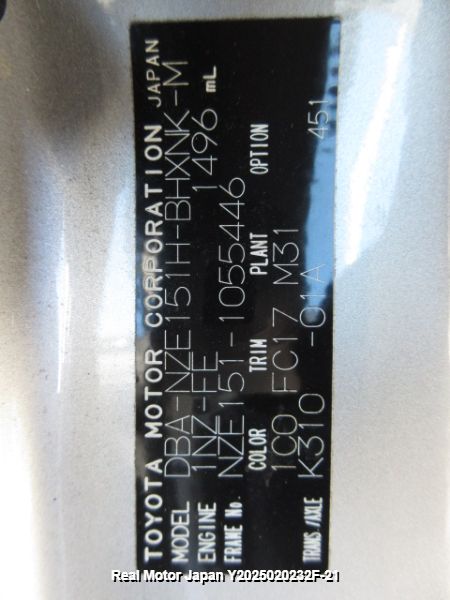 TOYOTA MOTOR CORPORATION JAPAN
MODEL DBA-NZE151H-BHXNK-M
ENGINE 1NZ-FE 1496 mL
FRAME No. NZE151-1055446
COLOR TRIM PLANT OPTION
1C0 FC17 M31 451
TRANS/AXLE K310 -01A
Real Motor Japan Y2025020232F-21